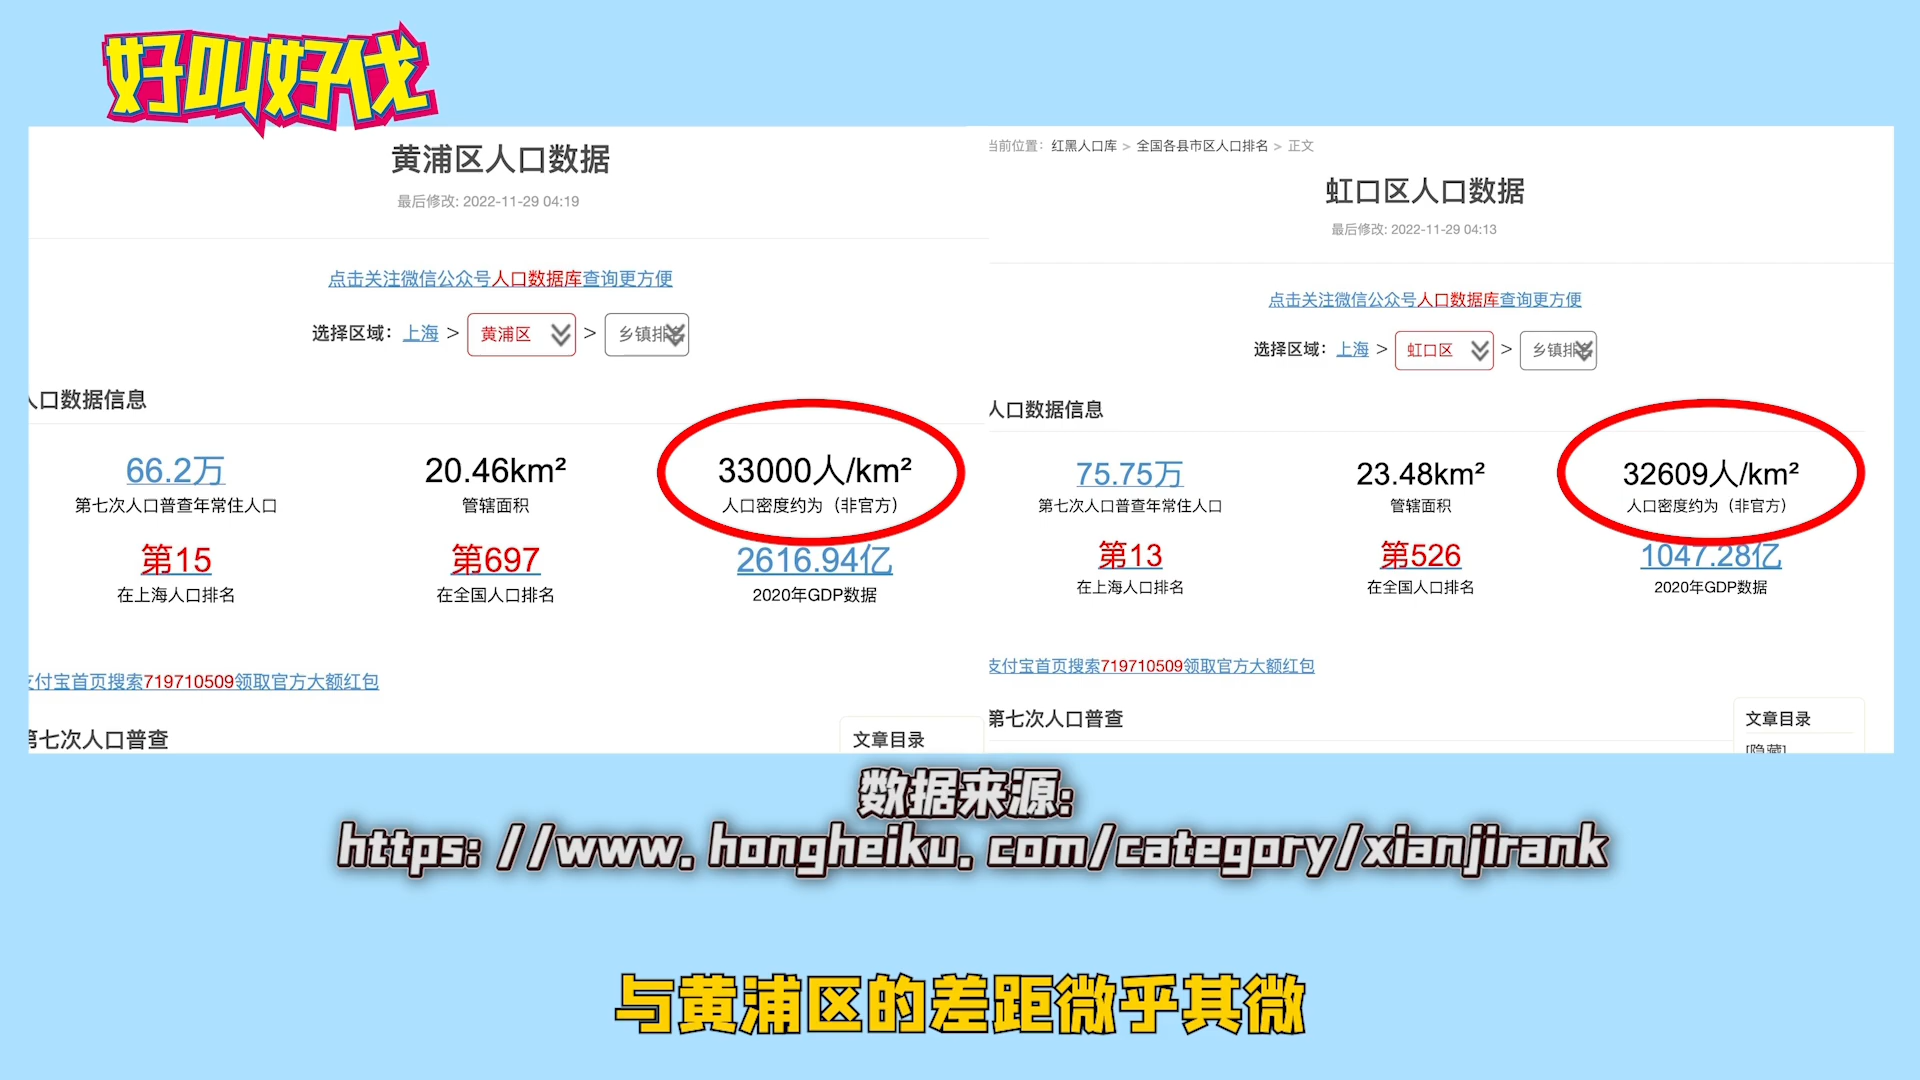 好叫好伐
黄浦区人口数据
最后修改: 2022-11-29 04:19
点击关注微信公众号人口数据库查询更方便
选择区域： 上海 > 黄浦区 > 乡镇排
人口数据信息
66.2万
第七次人口普查年常住人口
20.46km²
管辖面积
33000人/km²
人口密度约为（非官方）
第15
在上海人口排名
第697
在全国人口排名
2616.94亿
2020年GDP数据
支付宝首页搜索719710509领取官方大额红包
第七次人口普查
文章目录
当前位置： 红黑人口库 > 全国各县市区人口排名 > 正文
虹口区人口数据
最后修改: 2022-11-29 04:13
点击关注微信公众号人口数据库查询更方便
选择区域： 上海 > 虹口区 > 乡镇排
人口数据信息
75.75万
第七次人口普查年常住人口
23.48km²
管辖面积
32609人/km²
人口密度约为（非官方）
第13
在上海人口排名
第526
在全国人口排名
1047.28亿
2020年GDP数据
支付宝首页搜索719710509领取官方大额红包
第七次人口普查
文章目录
[隐藏]
数据来源:
https: //www. hongheiku. com/category/xianjirank
与黄浦区的差距微乎其微